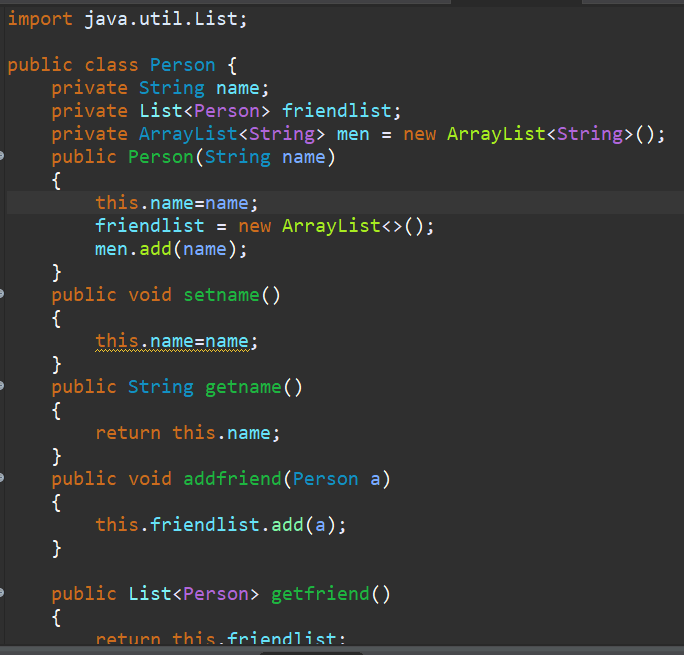 import java.util.List;
public class Person {
private String name;
private List<Person> friendlist;
private ArrayList<String> men = new ArrayList<String>();
public Person(String name)
{
this.name=name;
friendlist = new ArrayList<>();
men.add(name);
}
public void setname()
{
this.name=name;
}
public String getname()
{
return this.name;
}
public void addfriend(Person a)
{
this.friendlist.add(a);
}
public List<Person> getfriend()
{
return this.friendlist;